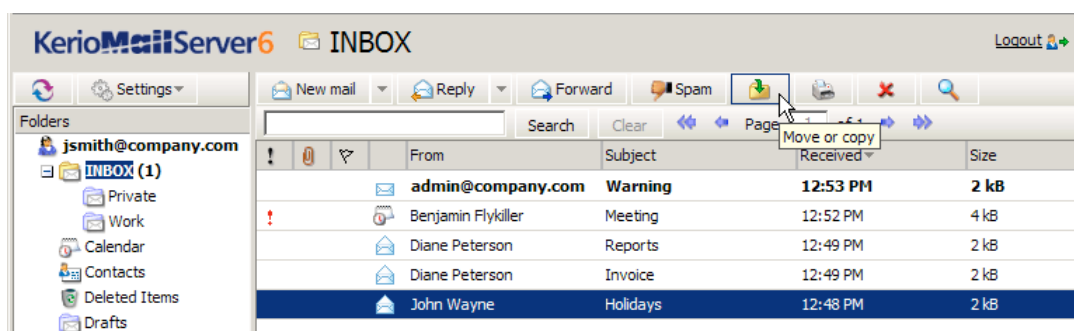 KerioMailServer6 INBOX Logout
Settings New mail Reply Forward Spam
Folders Search Clear Page 1 of 1
Move or copy
jsmith@company.com ! From Subject Received Size
INBOX (1) admin@company.com Warning 12:53 PM 2 kB
Private
Work ! Benjamin Flykiller Meeting 12:52 PM 4 kB
Calendar Diane Peterson Reports 12:49 PM 2 kB
Contacts Diane Peterson Invoice 12:49 PM 2 kB
Deleted Items John Wayne Holidays 12:48 PM 2 kB
Drafts